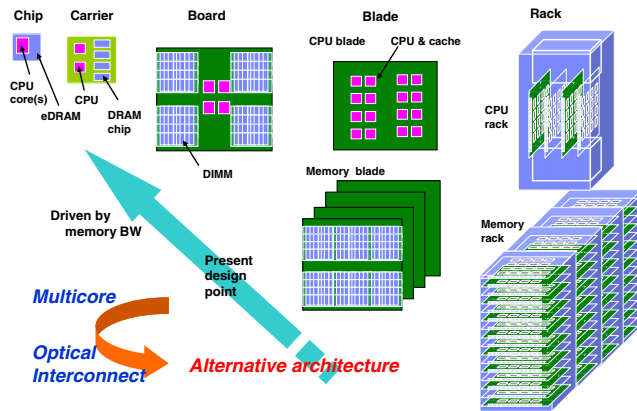 Chip
Carrier
Board
Blade
Rack
CPU blade
CPU & cache
CPU
core(s)
eDRAM
CPU
DRAM
chip
DIMM
CPU
rack
Memory blade
Driven by
memory BW
Present
design
point
Memory
rack
Multicore
Optical
Interconnect
Alternative architecture